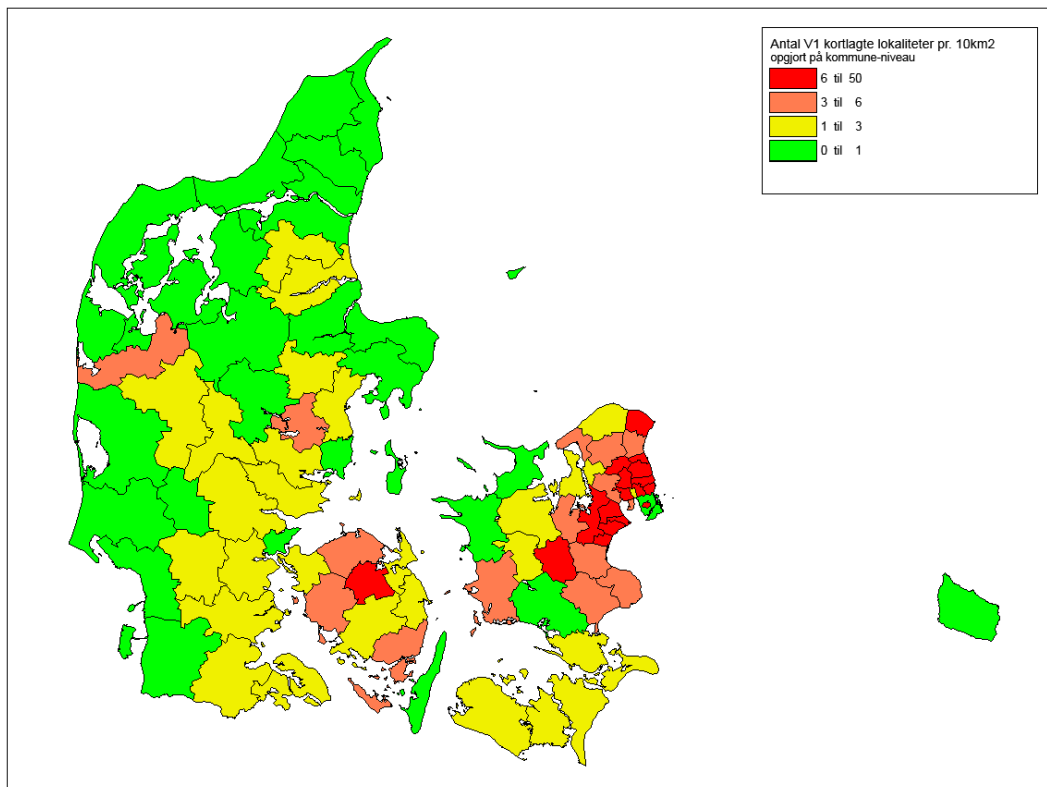 Antal V1 kortlagte lokaliteter pr. 10km2
opgjort på kommune-niveau
6 til 50
3 til 6
1 til 3
0 til 1